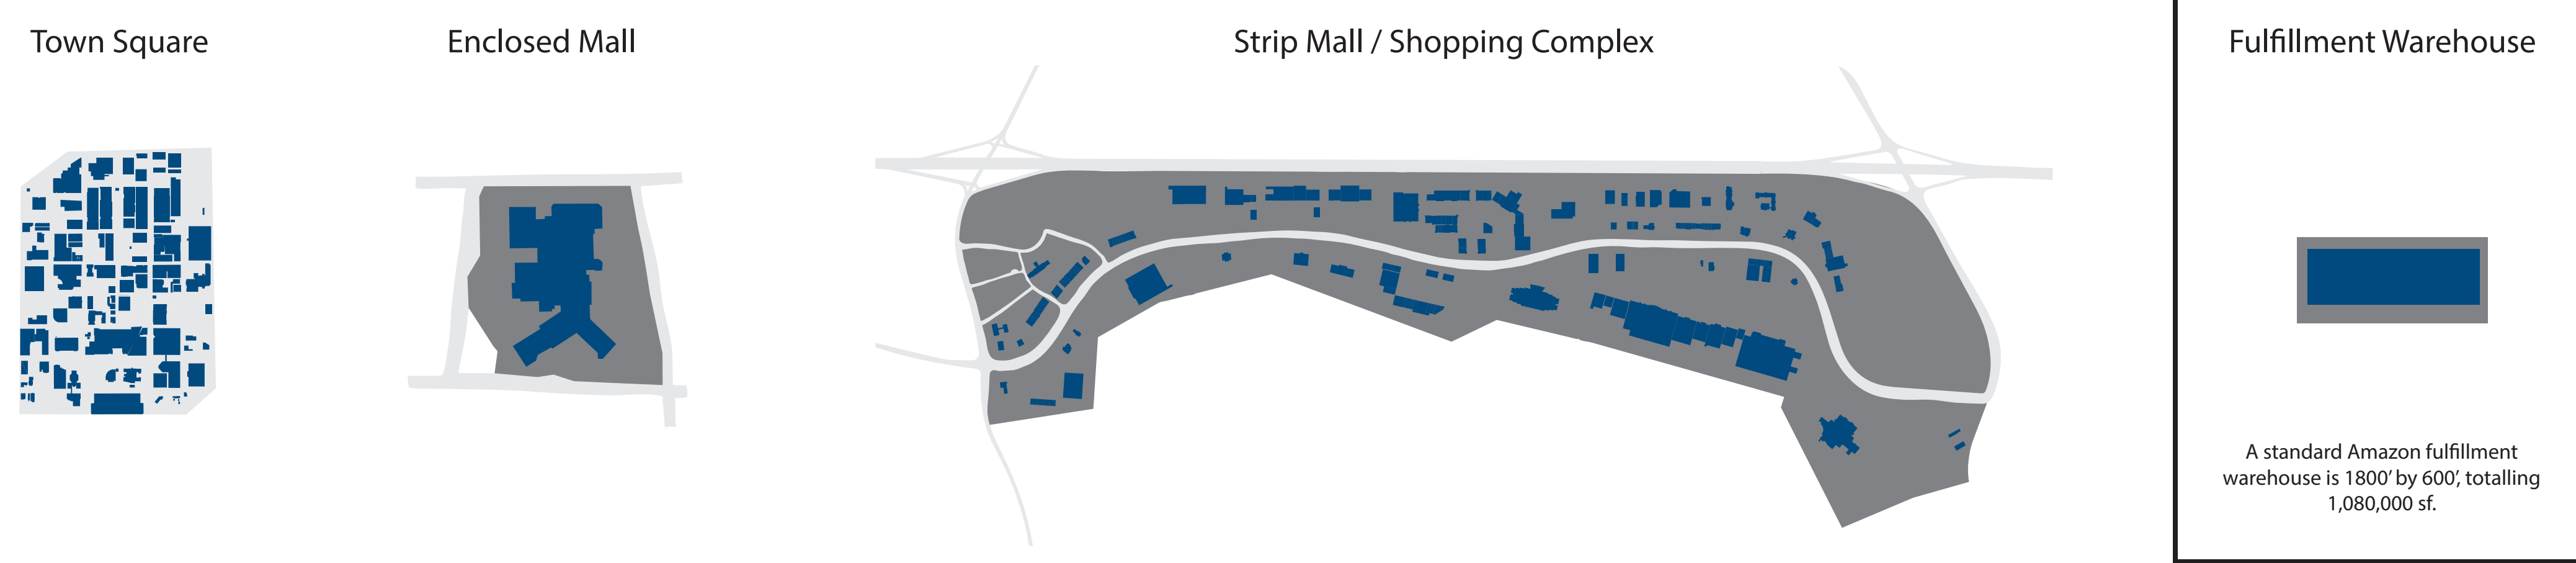 Town Square
Enclosed Mall
Strip Mall / Shopping Complex
Fulfillment Warehouse
A standard Amazon fulfillment
warehouse is 1800’ by 600’, totalling
1,080,000 sf.